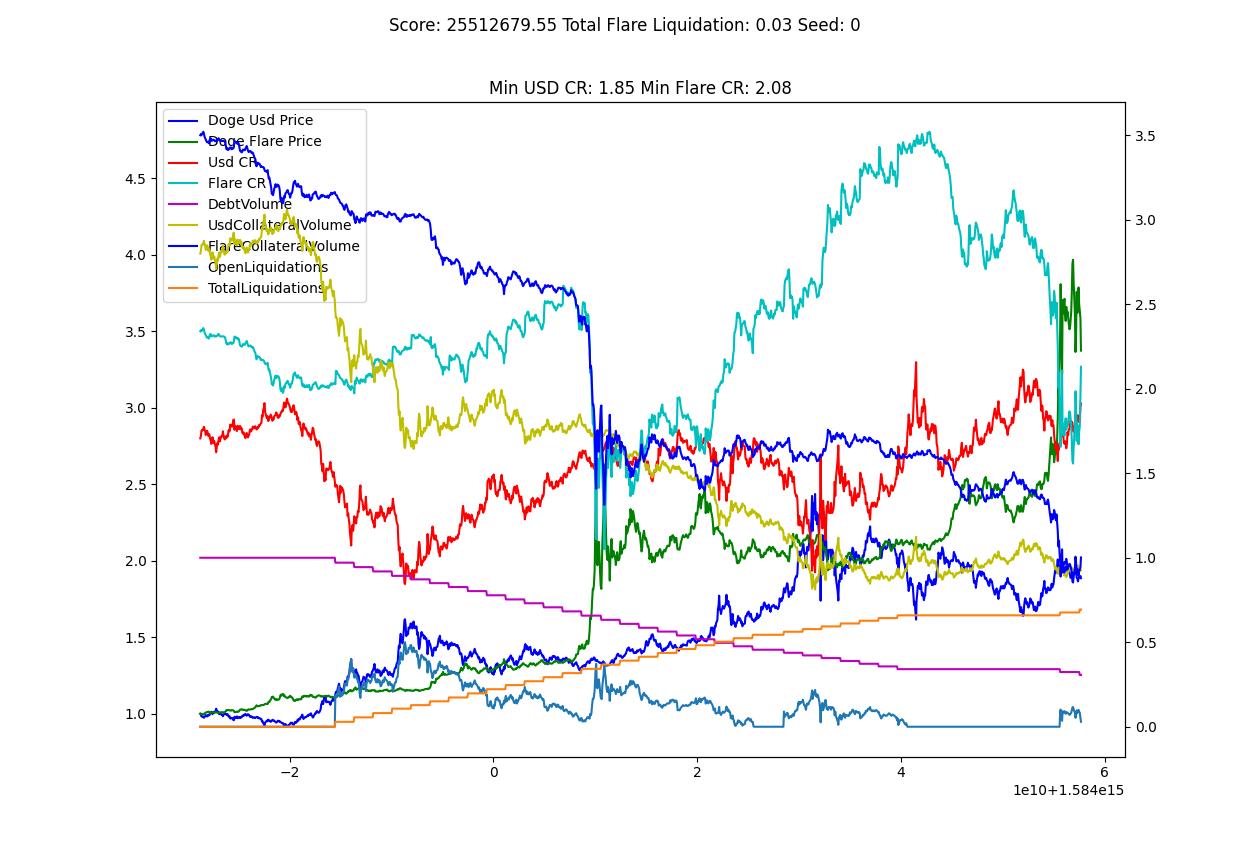 Score: 25512679.55 Total Flare Liquidation: 0.03 Seed: 0
Min USD CR: 1.85 Min Flare CR: 2.08
Doge Usd Price
Doge Flare Price
Usd CR
Flare CR
DebtVolume
UsdCollateralVolume
FlareCollateralVolume
OpenLiquidations
TotalLiquidations
4.5
4.0
3.5
3.0
2.5
2.0
1.5
1.0
3.5
3.0
2.5
2.0
1.5
1.0
0.5
0.0
−2
0
2
4
6
1e10+1.584e15